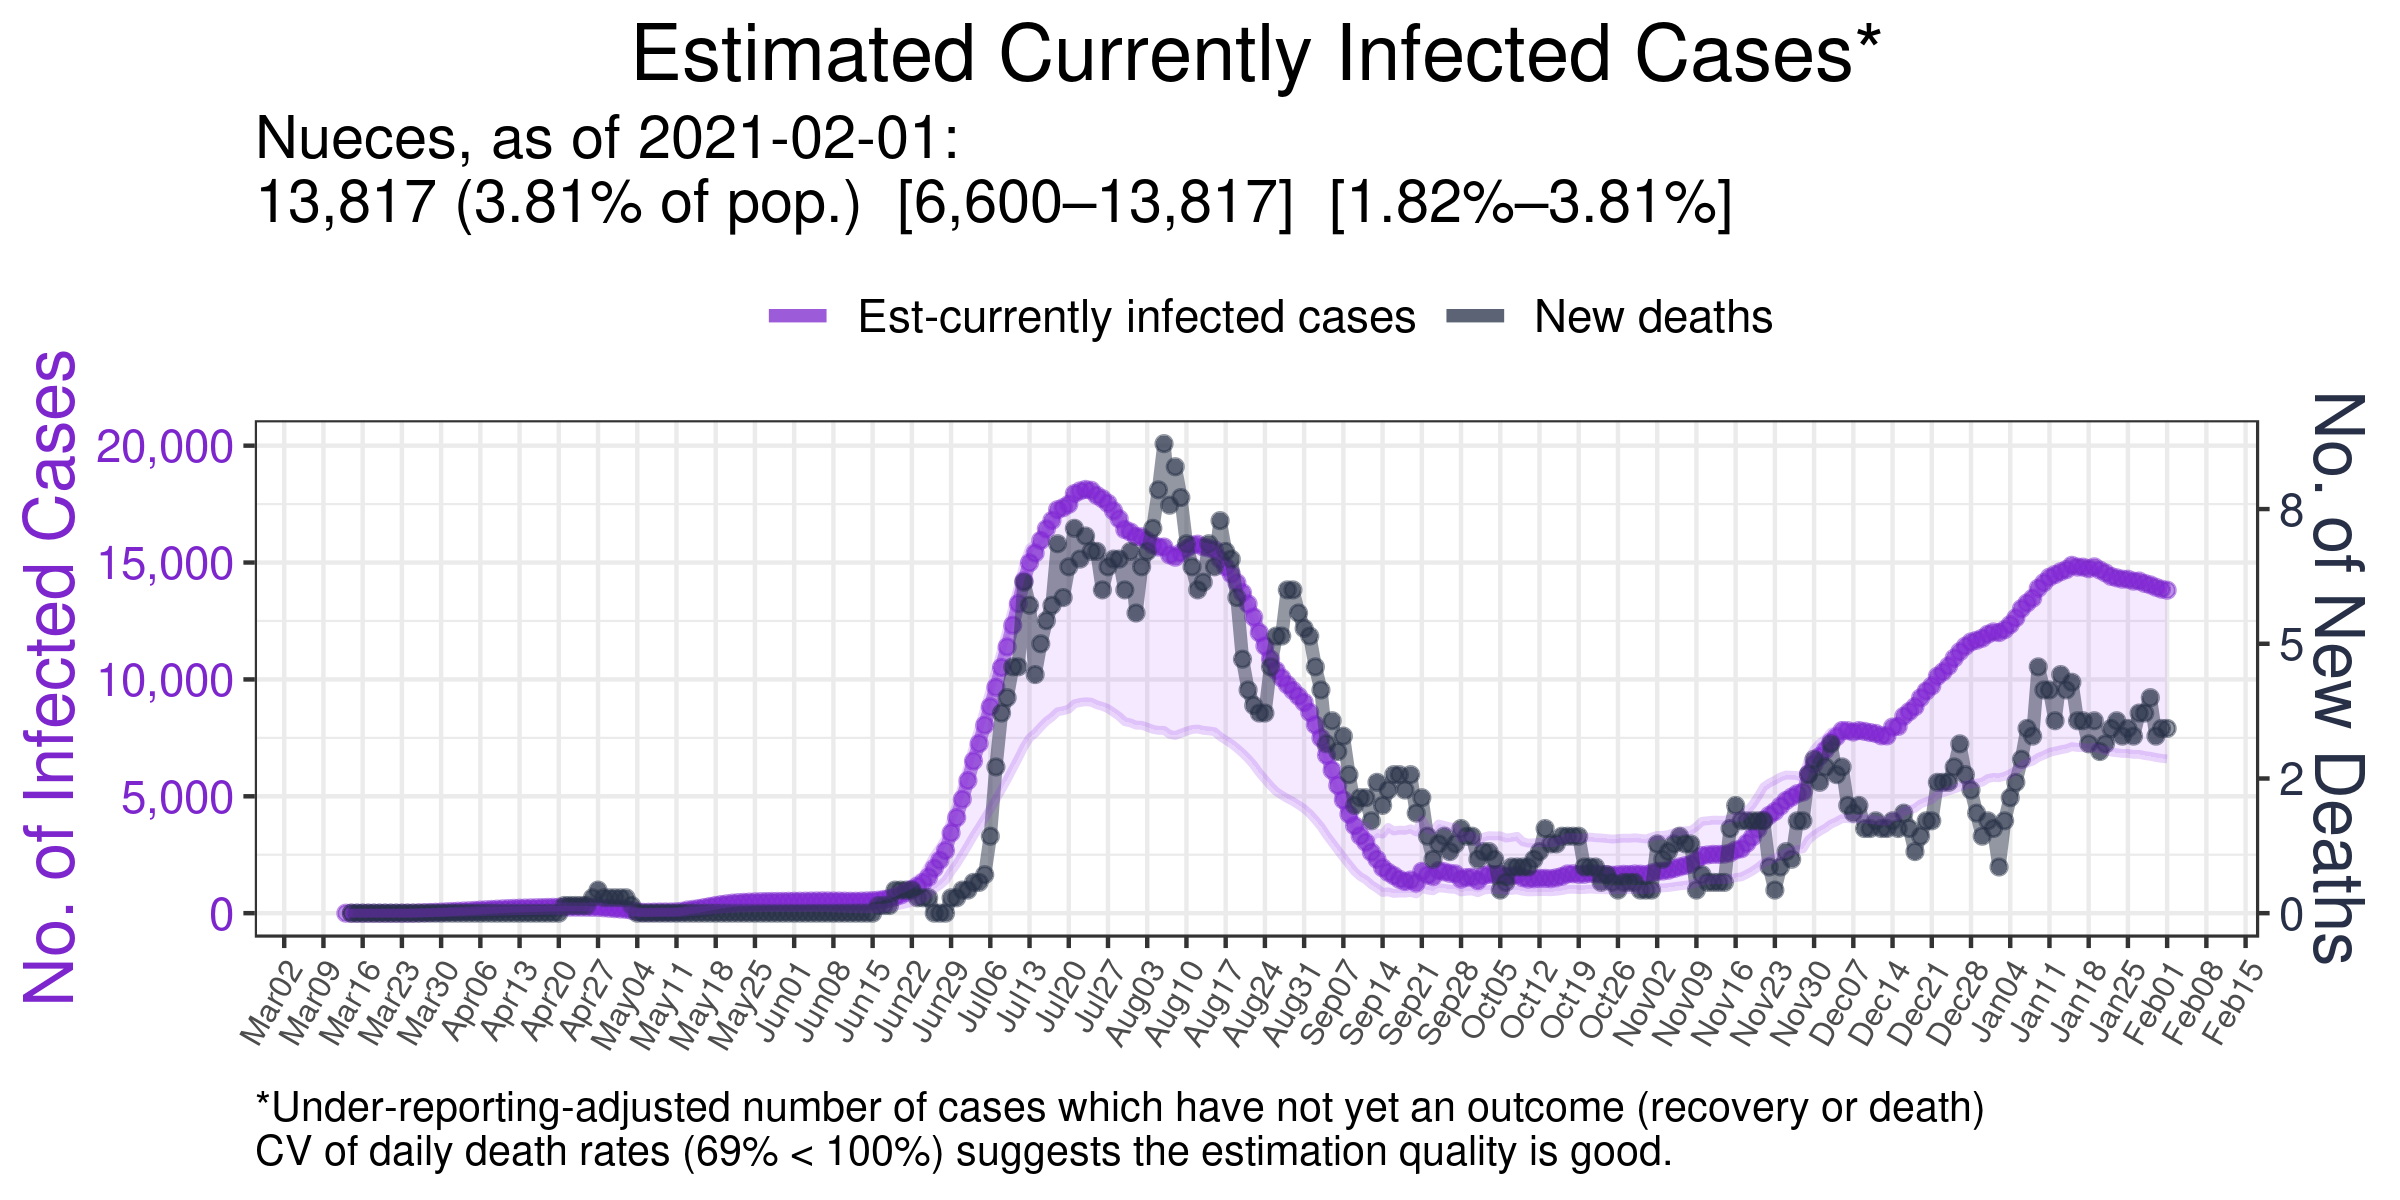 Estimated Currently Infected Cases*
Nueces, as of 2021-02-01:
13,817 (3.81% of pop.) [6,600–13,817] [1.82%–3.81%]
Est-currently infected cases New deaths
No. of Infected Cases
20,000
15,000
10,000
5,000
0
8
5
2
0
No. of New Deaths
Mar02 Mar09 Mar16 Mar23 Mar30 Apr06 Apr13 Apr20 Apr27 May04 May11 May18 May25 Jun01 Jun08 Jun15 Jun22 Jun29 Jul06 Jul13 Jul20 Jul27 Aug03 Aug10 Aug17 Aug24 Aug31 Sep07 Sep14 Sep21 Sep28 Oct05 Oct12 Oct19 Oct26 Nov02 Nov09 Nov16 Nov23 Nov30 Dec07 Dec14 Dec21 Dec28 Jan04 Jan11 Jan18 Jan25 Feb01 Feb08 Feb15
*Under-reporting-adjusted number of cases which have not yet an outcome (recovery or death)
CV of daily death rates (69% < 100%) suggests the estimation quality is good.